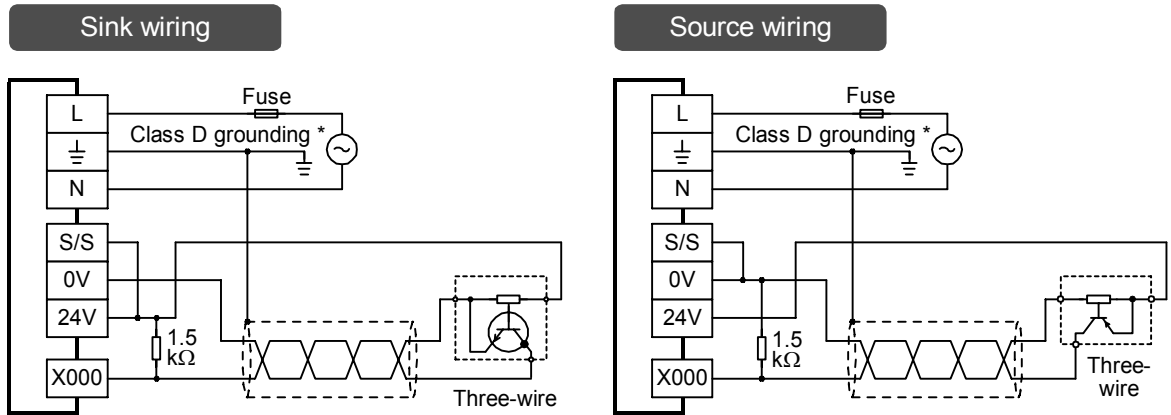 Sink wiring
L
Fuse
Class D grounding *
N
S/S
0V
24V
1.5
kΩ
X000
Three-wire
Source wiring
L
Fuse
Class D grounding *
N
S/S
0V
24V
1.5
kΩ
X000
Three-
wire